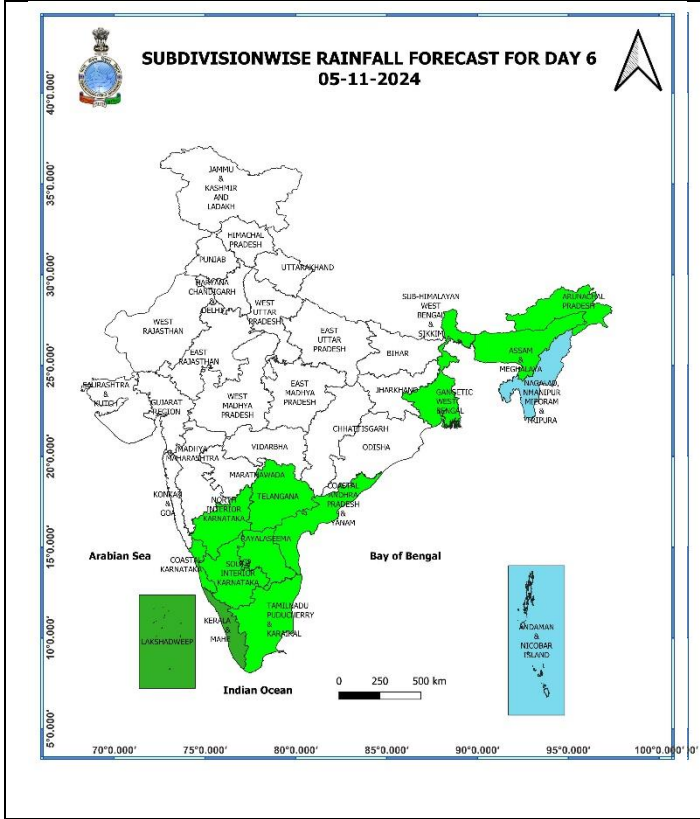 SUBDIVISIONWISE RAINFALL FORECAST FOR DAY 6
05-11-2024
40°0.000'
35°0.000'
30°0.000'
25°0.000'
20°0.000'
15°0.000'
10°0.000'
5°0.000'
JAMMU
&
KASHMIR
AND
LADAKH
HIMACHAL
PRADESH
PUNJAB
UTTARAKHAND
HARYANA
CHANDIGARH
&
DELHI
WEST
UTTAR
PRADESH
WEST
RAJASTHAN
EAST
RAJASTHAN
EAST
UTTAR
PRADESH
BIHAR
SUB-HIMALAYAN
WEST
BENGAL
&
SIKKIM
ARUNACHAL
PRADESH
ASSAM
&
MEGHALAYA
NAGALAD,
NMANIPUR
MIZORAM
&
TRIPURA
SAURASHTRA
&
KUTCH
GUJARAT
REGION
WEST
MADHYA
PRADESH
EAST
MADHYA
PRADESH
JHARKHAND
GANGETIC
WEST
BENGAL
CHHATTISGARH
ODISHA
MADHYA
MAHARASHTRA
VIDARBHA
MARATHAWADA
KONKAN
&
GOA
NORTH
INTERIOR
KARNATAKA
TELANGANA
COASTAL
ANDHRA
PRADESH
&
YANAM
RAYALASEEMA
Arabian Sea
Bay of Bengal
COASTAL
KARNATAKA
SOUTH
INTERIOR
KARNATAKA
TAMILNADU
PUDUCHERRY
&
KARAIKAL
KERALA
&
MAHE
LAKSHADWEEP
ANDAMAN
&
NICOBAR
ISLAND
Indian Ocean
0 250 500 km
70°0.000' 75°0.000' 80°0.000' 85°0.000' 90°0.000' 95°0.000' 100°0.000'